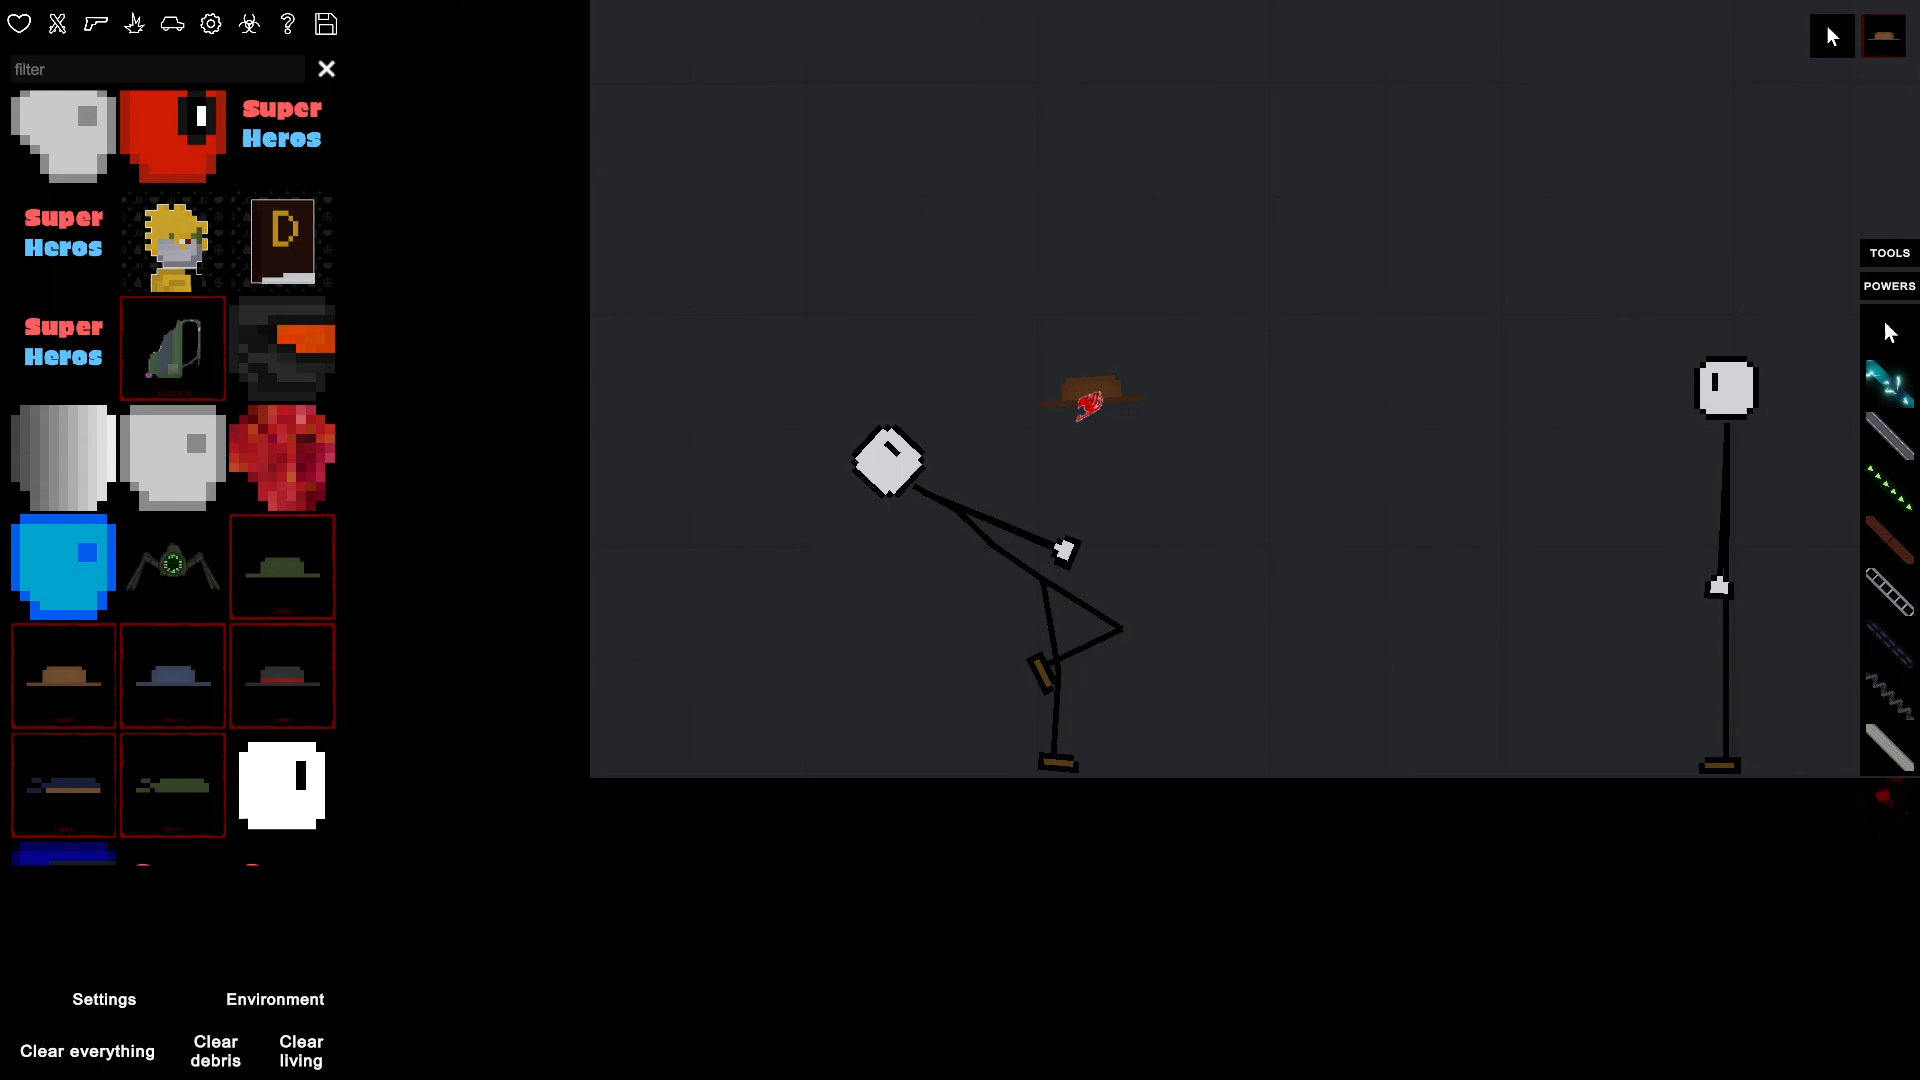 filter
Super
Heros
Super
Heros
D
Super
Heros
TOOLS
POWERS
Settings
Environment
Clear everything
Clear
debris
Clear
living